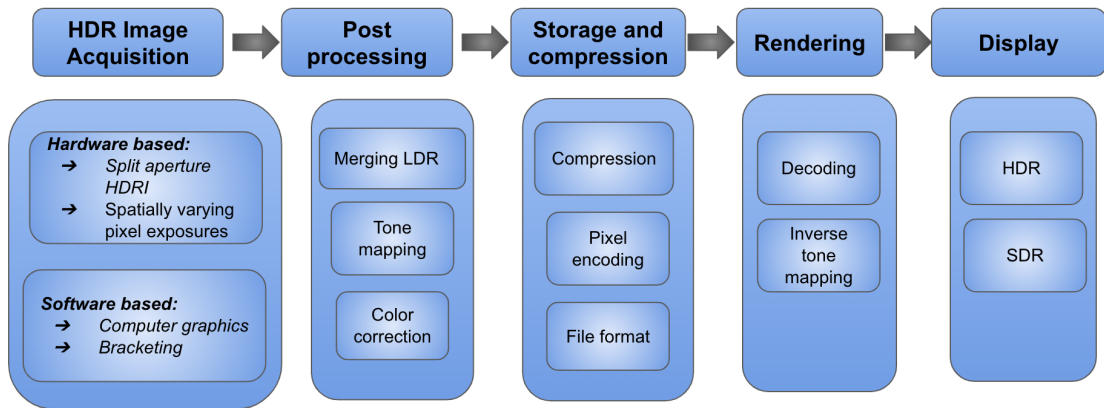 HDR Image
Acquisition
Post
processing
Storage and
compression
Rendering
Display
Hardware based:
➔ Split aperture
HDRI
➔ Spatially varying
pixel exposures
Software based:
➔ Computer graphics
➔ Bracketing
Merging LDR
Tone
mapping
Color
correction
Compression
Pixel
encoding
File format
Decoding
Inverse
tone
mapping
HDR
SDR